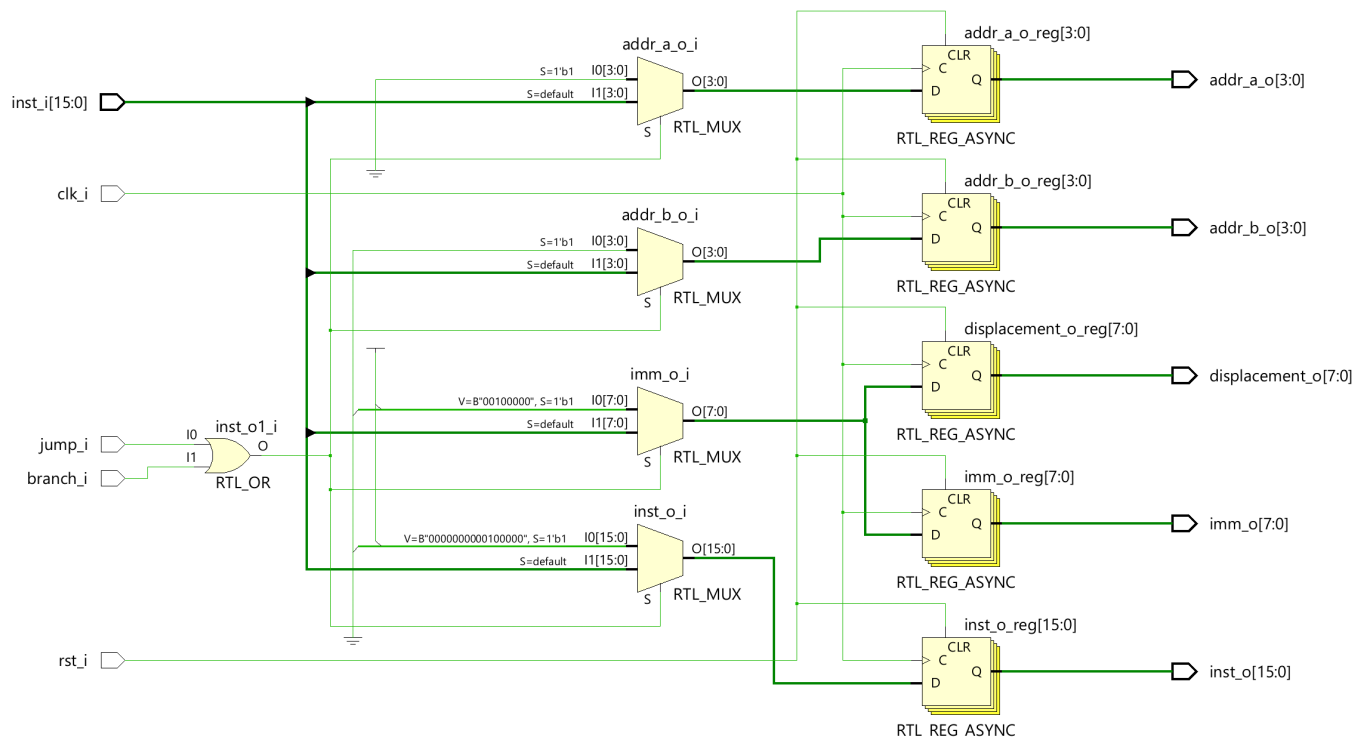 addr_a_o_reg[3:0]
CLR
C
Q
D
RTL_REG_ASYNC
addr_a_o[3:0]
addr_a_o_i
S=1'b1
I0[3:0]
S=default
I1[3:0]
O[3:0]
S
RTL_MUX
inst_i[15:0]
clk_i
addr_b_o_reg[3:0]
CLR
C
Q
D
RTL_REG_ASYNC
addr_b_o[3:0]
addr_b_o_i
S=1'b1
I0[3:0]
S=default
I1[3:0]
O[3:0]
S
RTL_MUX
displacement_o_reg[7:0]
CLR
C
Q
D
RTL_REG_ASYNC
displacement_o[7:0]
imm_o_i
V=B"00100000", S=1'b1
I0[7:0]
S=default
I1[7:0]
O[7:0]
S
RTL_MUX
jump_i
branch_i
inst_o1_i
I0
I1
O
RTL_OR
imm_o_reg[7:0]
CLR
C
Q
D
RTL_REG_ASYNC
imm_o[7:0]
inst_o_i
V=B"0000000000100000", S=1'b1
I0[15:0]
S=default
I1[15:0]
O[15:0]
S
RTL_MUX
rst_i
inst_o_reg[15:0]
CLR
C
Q
D
RTL_REG_ASYNC
inst_o[15:0]